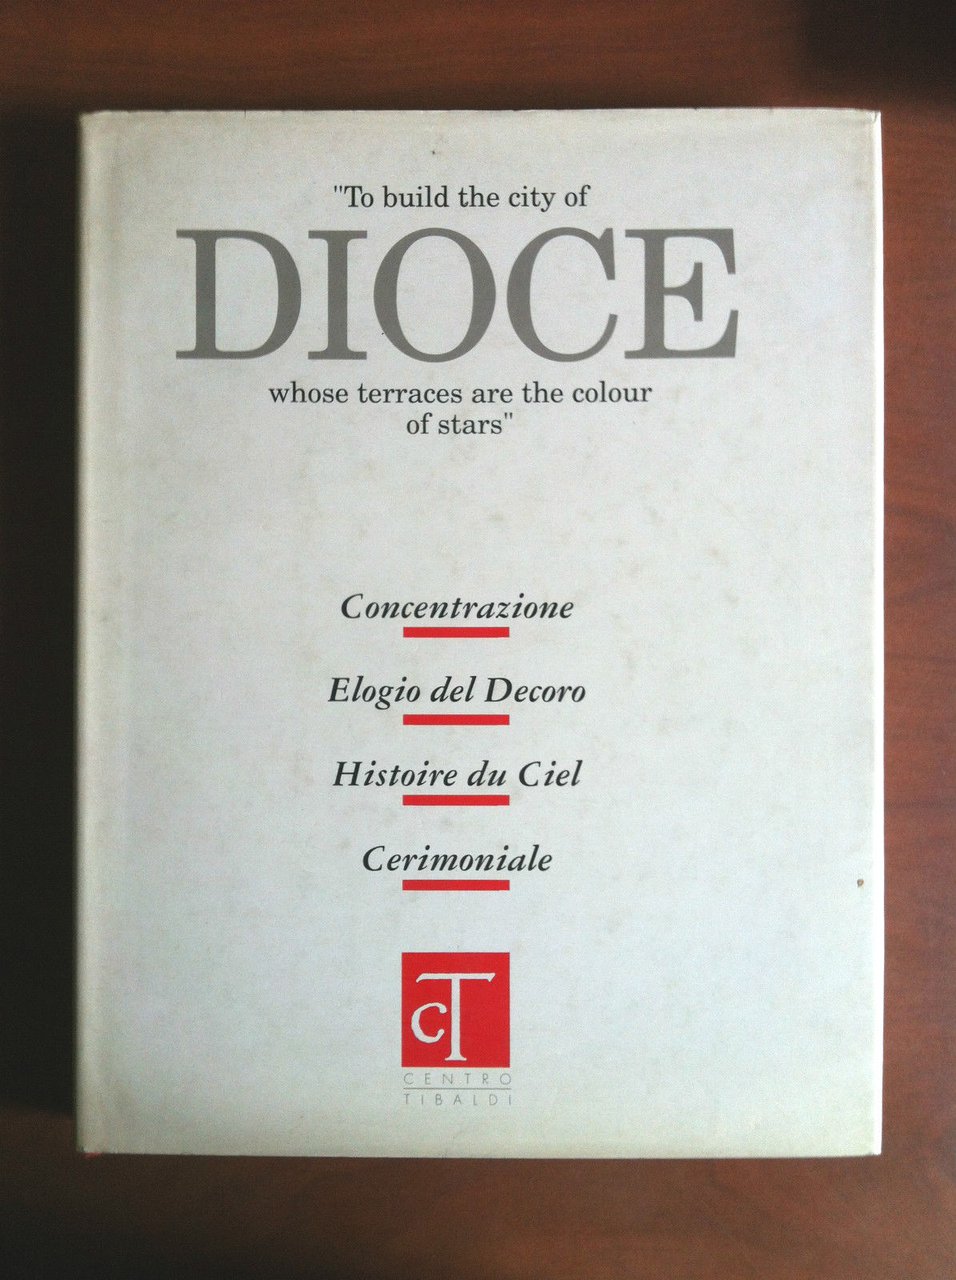 "To build the city of
DIOCE
whose terraces are the colour
of stars"
Concentrazione
Elogio del Decoro
Histoire du Ciel
Cerimoniale
cT
CENTRO
TIBALDI